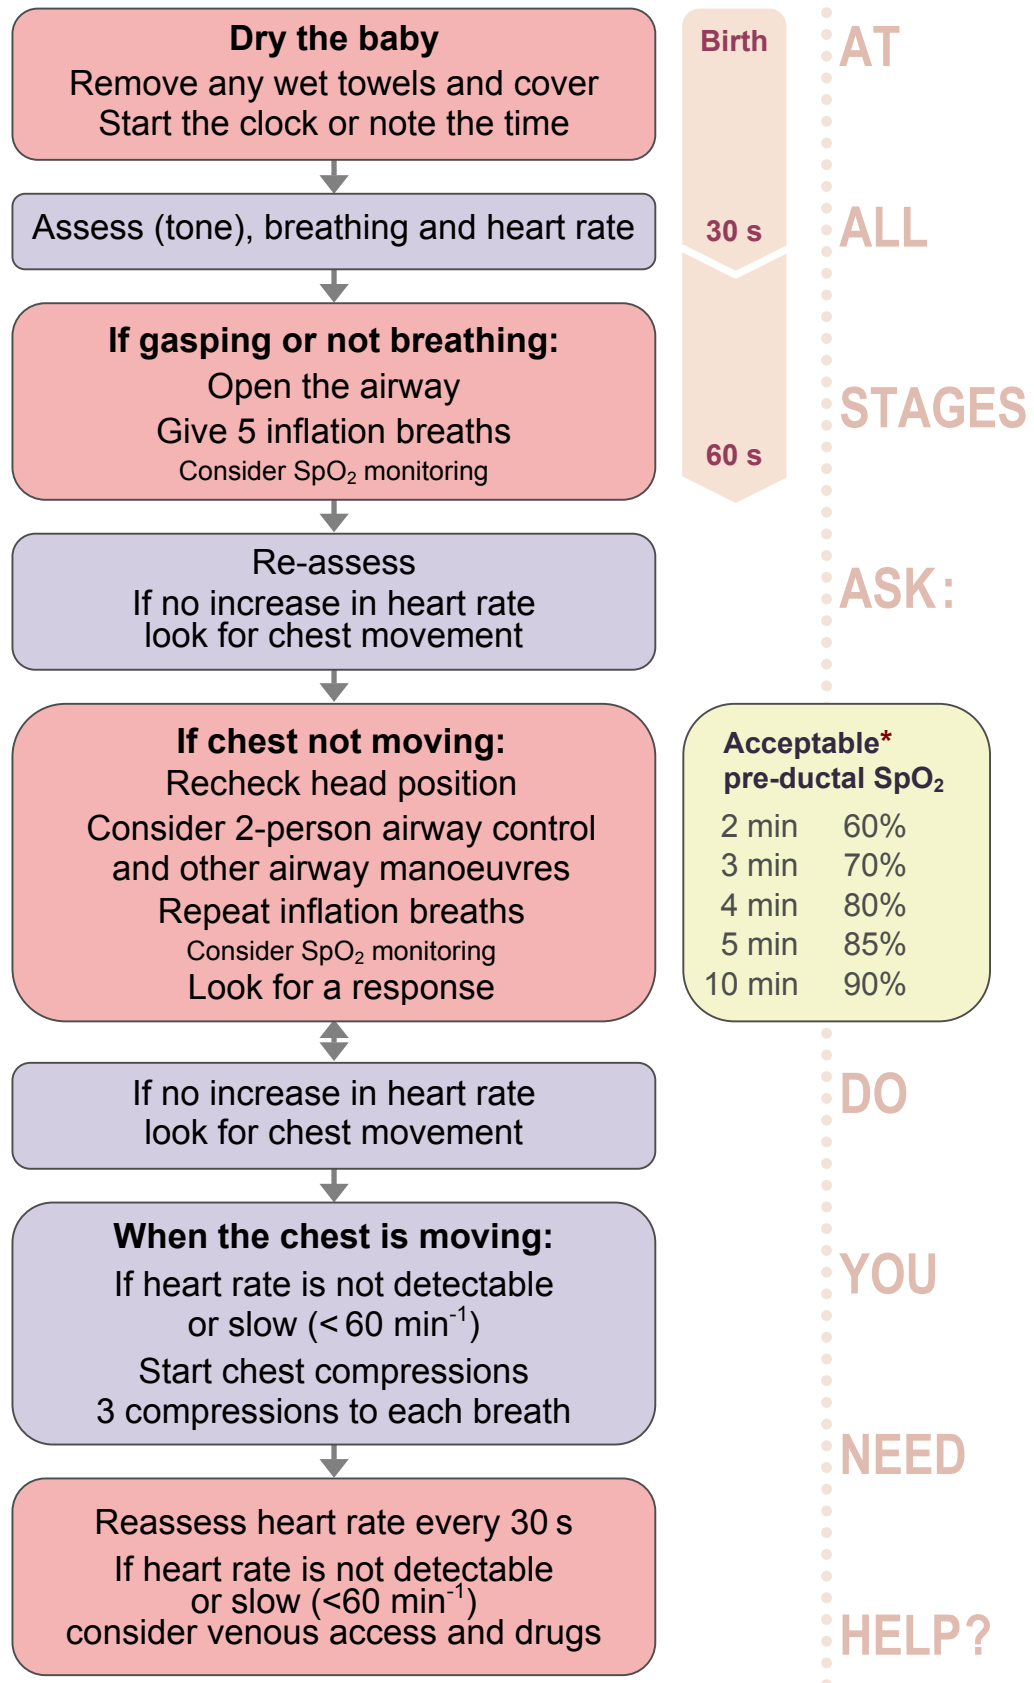 Dry the baby
Remove any wet towels and cover
Start the clock or note the time
Assess (tone), breathing and heart rate
If gasping or not breathing:
Open the airway
Give 5 inflation breaths
Consider SpO₂ monitoring
Re-assess
If no increase in heart rate
look for chest movement
If chest not moving:
Recheck head position
Consider 2-person airway control
and other airway manoeuvres
Repeat inflation breaths
Consider SpO₂ monitoring
Look for a response
If no increase in heart rate
look for chest movement
When the chest is moving:
If heart rate is not detectable
or slow (< 60 min⁻¹)
Start chest compressions
3 compressions to each breath
Reassess heart rate every 30 s
If heart rate is not detectable
or slow (<60 min⁻¹)
consider venous access and drugs
Birth
30 s
60 s
Acceptable*
pre-ductal SpO₂
2 min 60%
3 min 70%
4 min 80%
5 min 85%
10 min 90%
AT
ALL
STAGES
ASK:
DO
YOU
NEED
HELP?